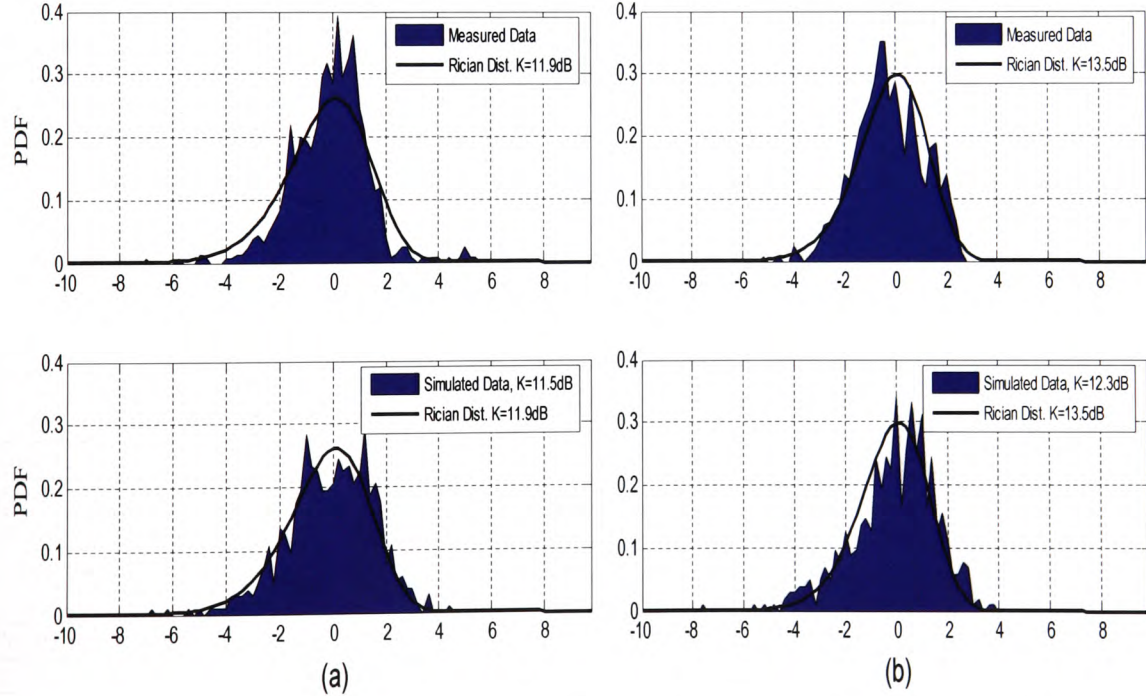 0.4
0.3
0.2
0.1
0
PDF
Measured Data
Rician Dist. K=11.9dB
-10 -8 -6 -4 -2 0 2 4 6 8
0.4
0.3
0.2
0.1
0
Measured Data
Rician Dist. K=13.5dB
-10 -8 -6 -4 -2 0 2 4 6 8
0.4
0.3
0.2
0.1
0
PDF
Simulated Data, K=11.5dB
Rician Dist. K=11.9dB
-10 -8 -6 -4 -2 0 2 4 6 8
(a)
0.4
0.3
0.2
0.1
0
Simulated Data, K=12.3dB
Rician Dist. K=13.5dB
-10 -8 -6 -4 -2 0 2 4 6 8
(b)